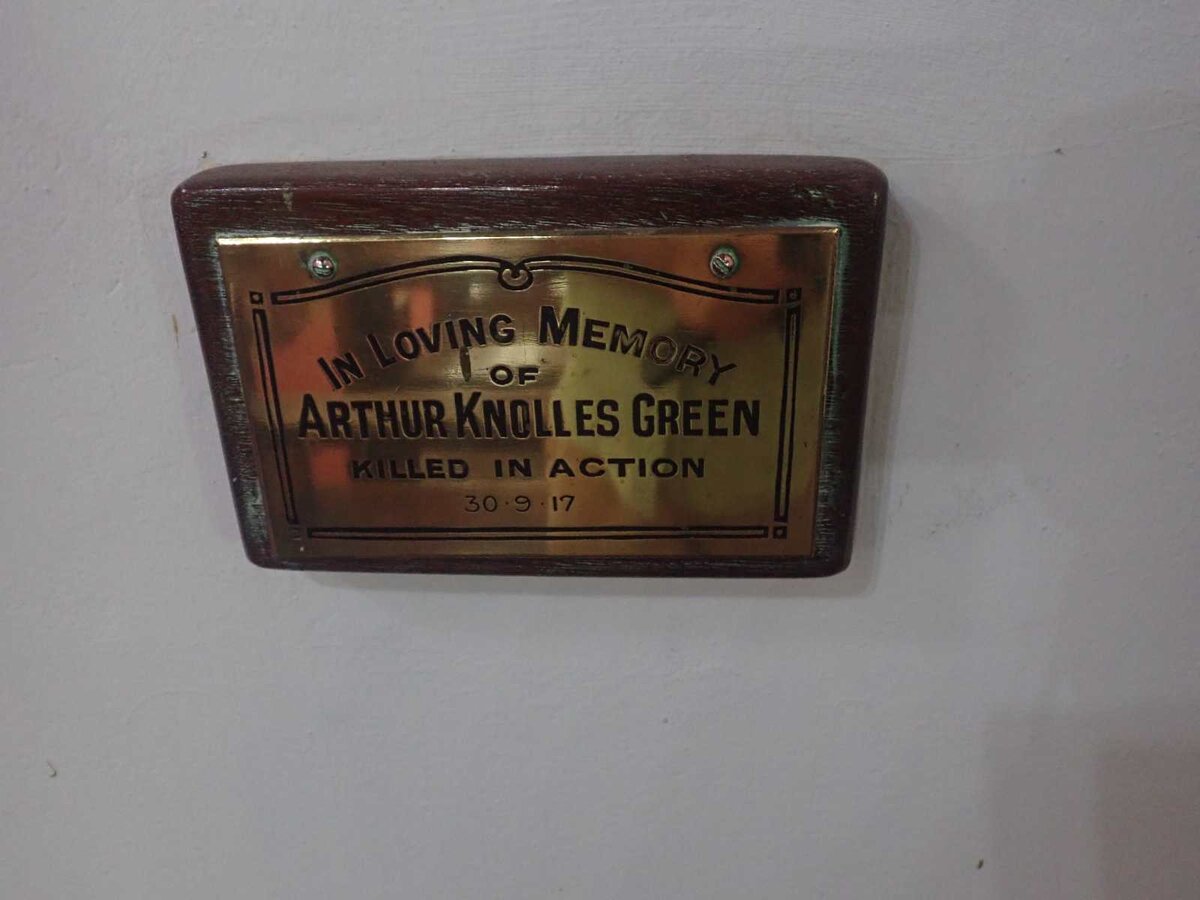 IN LOVING MEMORY
OF
ARTHUR KNOLLES GREEN
KILLED IN ACTION
30·9·17